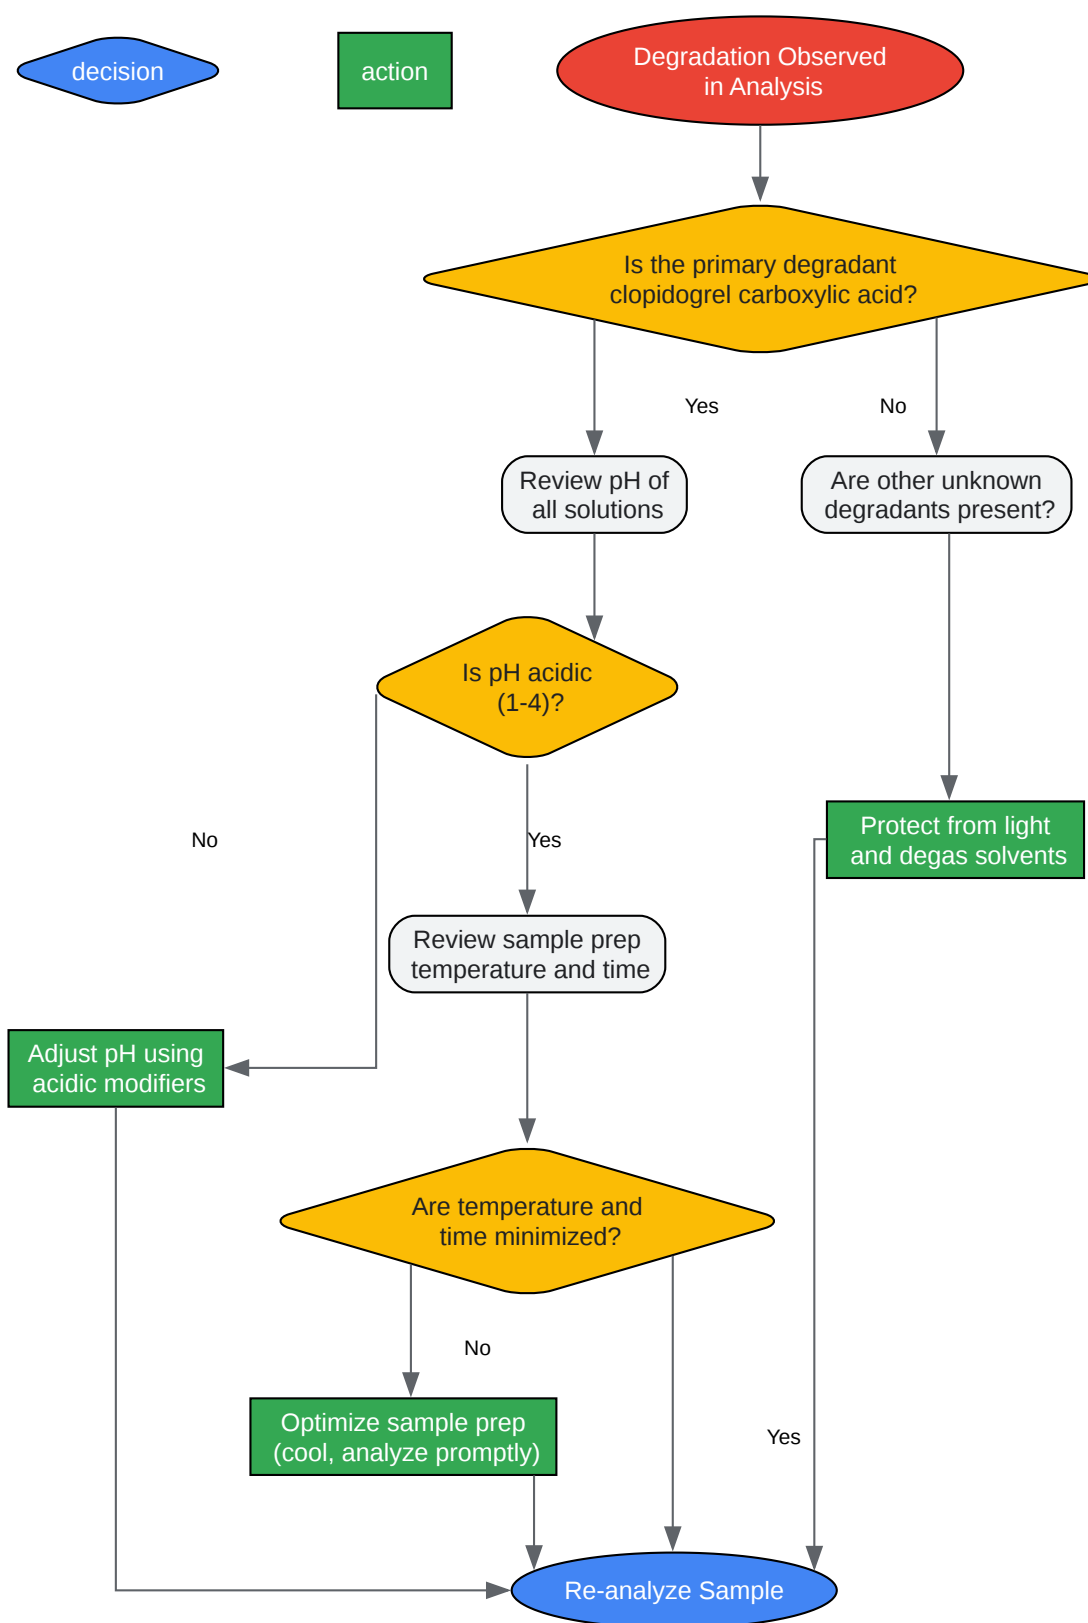 decision
action
Degradation Observed
in Analysis
Is the primary degradant
clopidogrel carboxylic acid?
Yes
No
Review pH of
all solutions
Are other unknown
degradants present?
Is pH acidic
(1-4)?
No
Yes
Protect from light
and degas solvents
Review sample prep
temperature and time
Adjust pH using
acidic modifiers
Are temperature and
time minimized?
No
Optimize sample prep
(cool, analyze promptly)
Yes
Re-analyze Sample